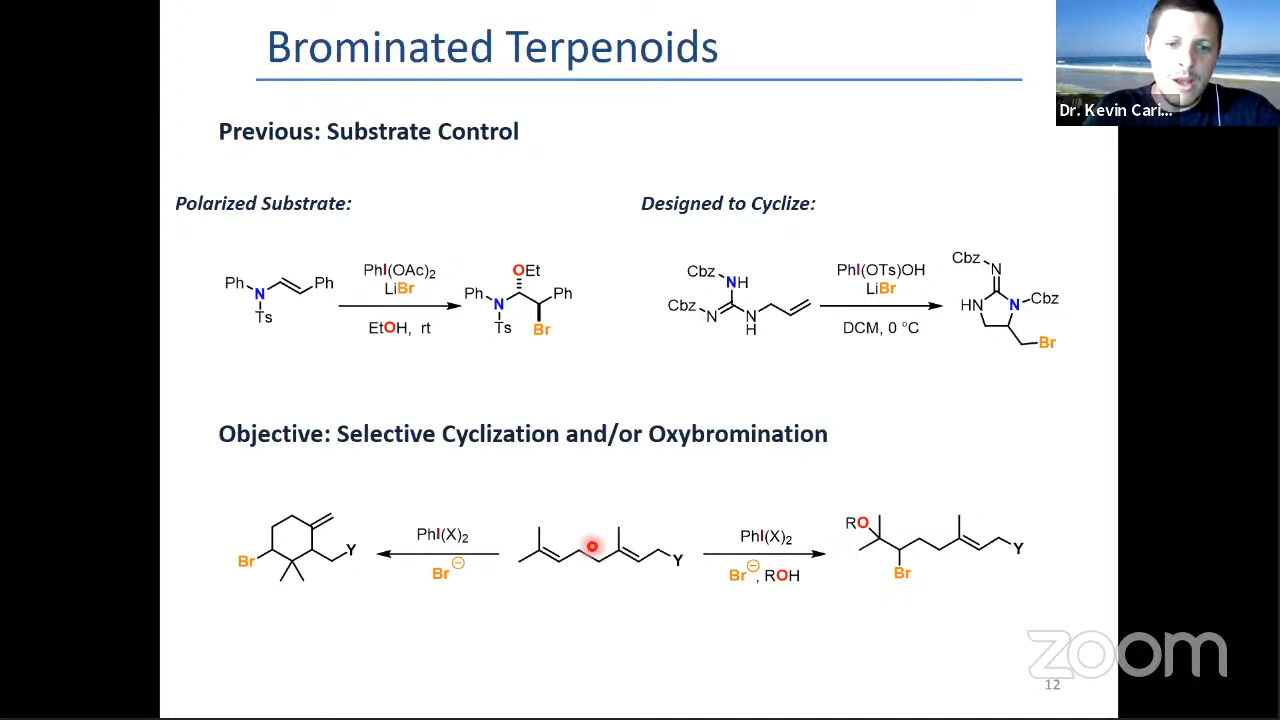 Brominated Terpenoids
Dr. Kevin Cari...
Previous: Substrate Control
Polarized Substrate:
Designed to Cyclize:
Ph
N
Ts
Ph
PhI(OAc)2
LiBr
EtOH, rt
OEt
Ph
N
Ts
Ph
Br
Cbz
NH
Cbz
N
N
H
PhI(OTs)OH
LiBr
DCM, 0 °C
Cbz
N
HN
N
Cbz
Br
Objective: Selective Cyclization and/or Oxybromination
Br
Y
PhI(X)2
Br⊖
Y
PhI(X)2
Br⊖, ROH
RO
Br
Y
zoom
12